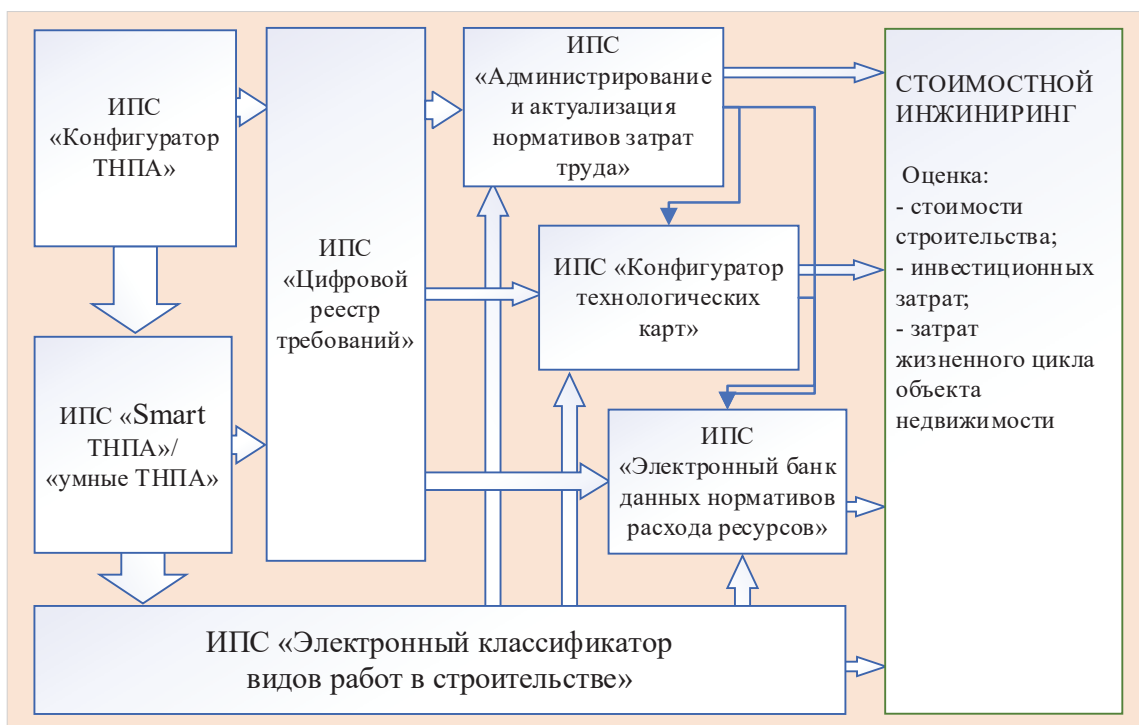 ИПС
«Конфигуратор
ТНПА»
ИПС «Smart
ТНПА»/
«умные ТНПА»
ИПС
«Цифровой
реестр
требований»
ИПС
«Администрирование
и актуализация
нормативов затрат
труда»
ИПС «Конфигуратор
технологических
карт»
ИПС
«Электронный банк
данных нормативов
расхода ресурсов»
ИПС «Электронный классификатор
видов работ в строительстве»
СТОИМОСТНОЙ
ИНЖИНИРИНГ
Оценка:
- стоимости
строительства;
- инвестиционных
затрат;
- затрат
жизненного цикла
объекта
недвижимости